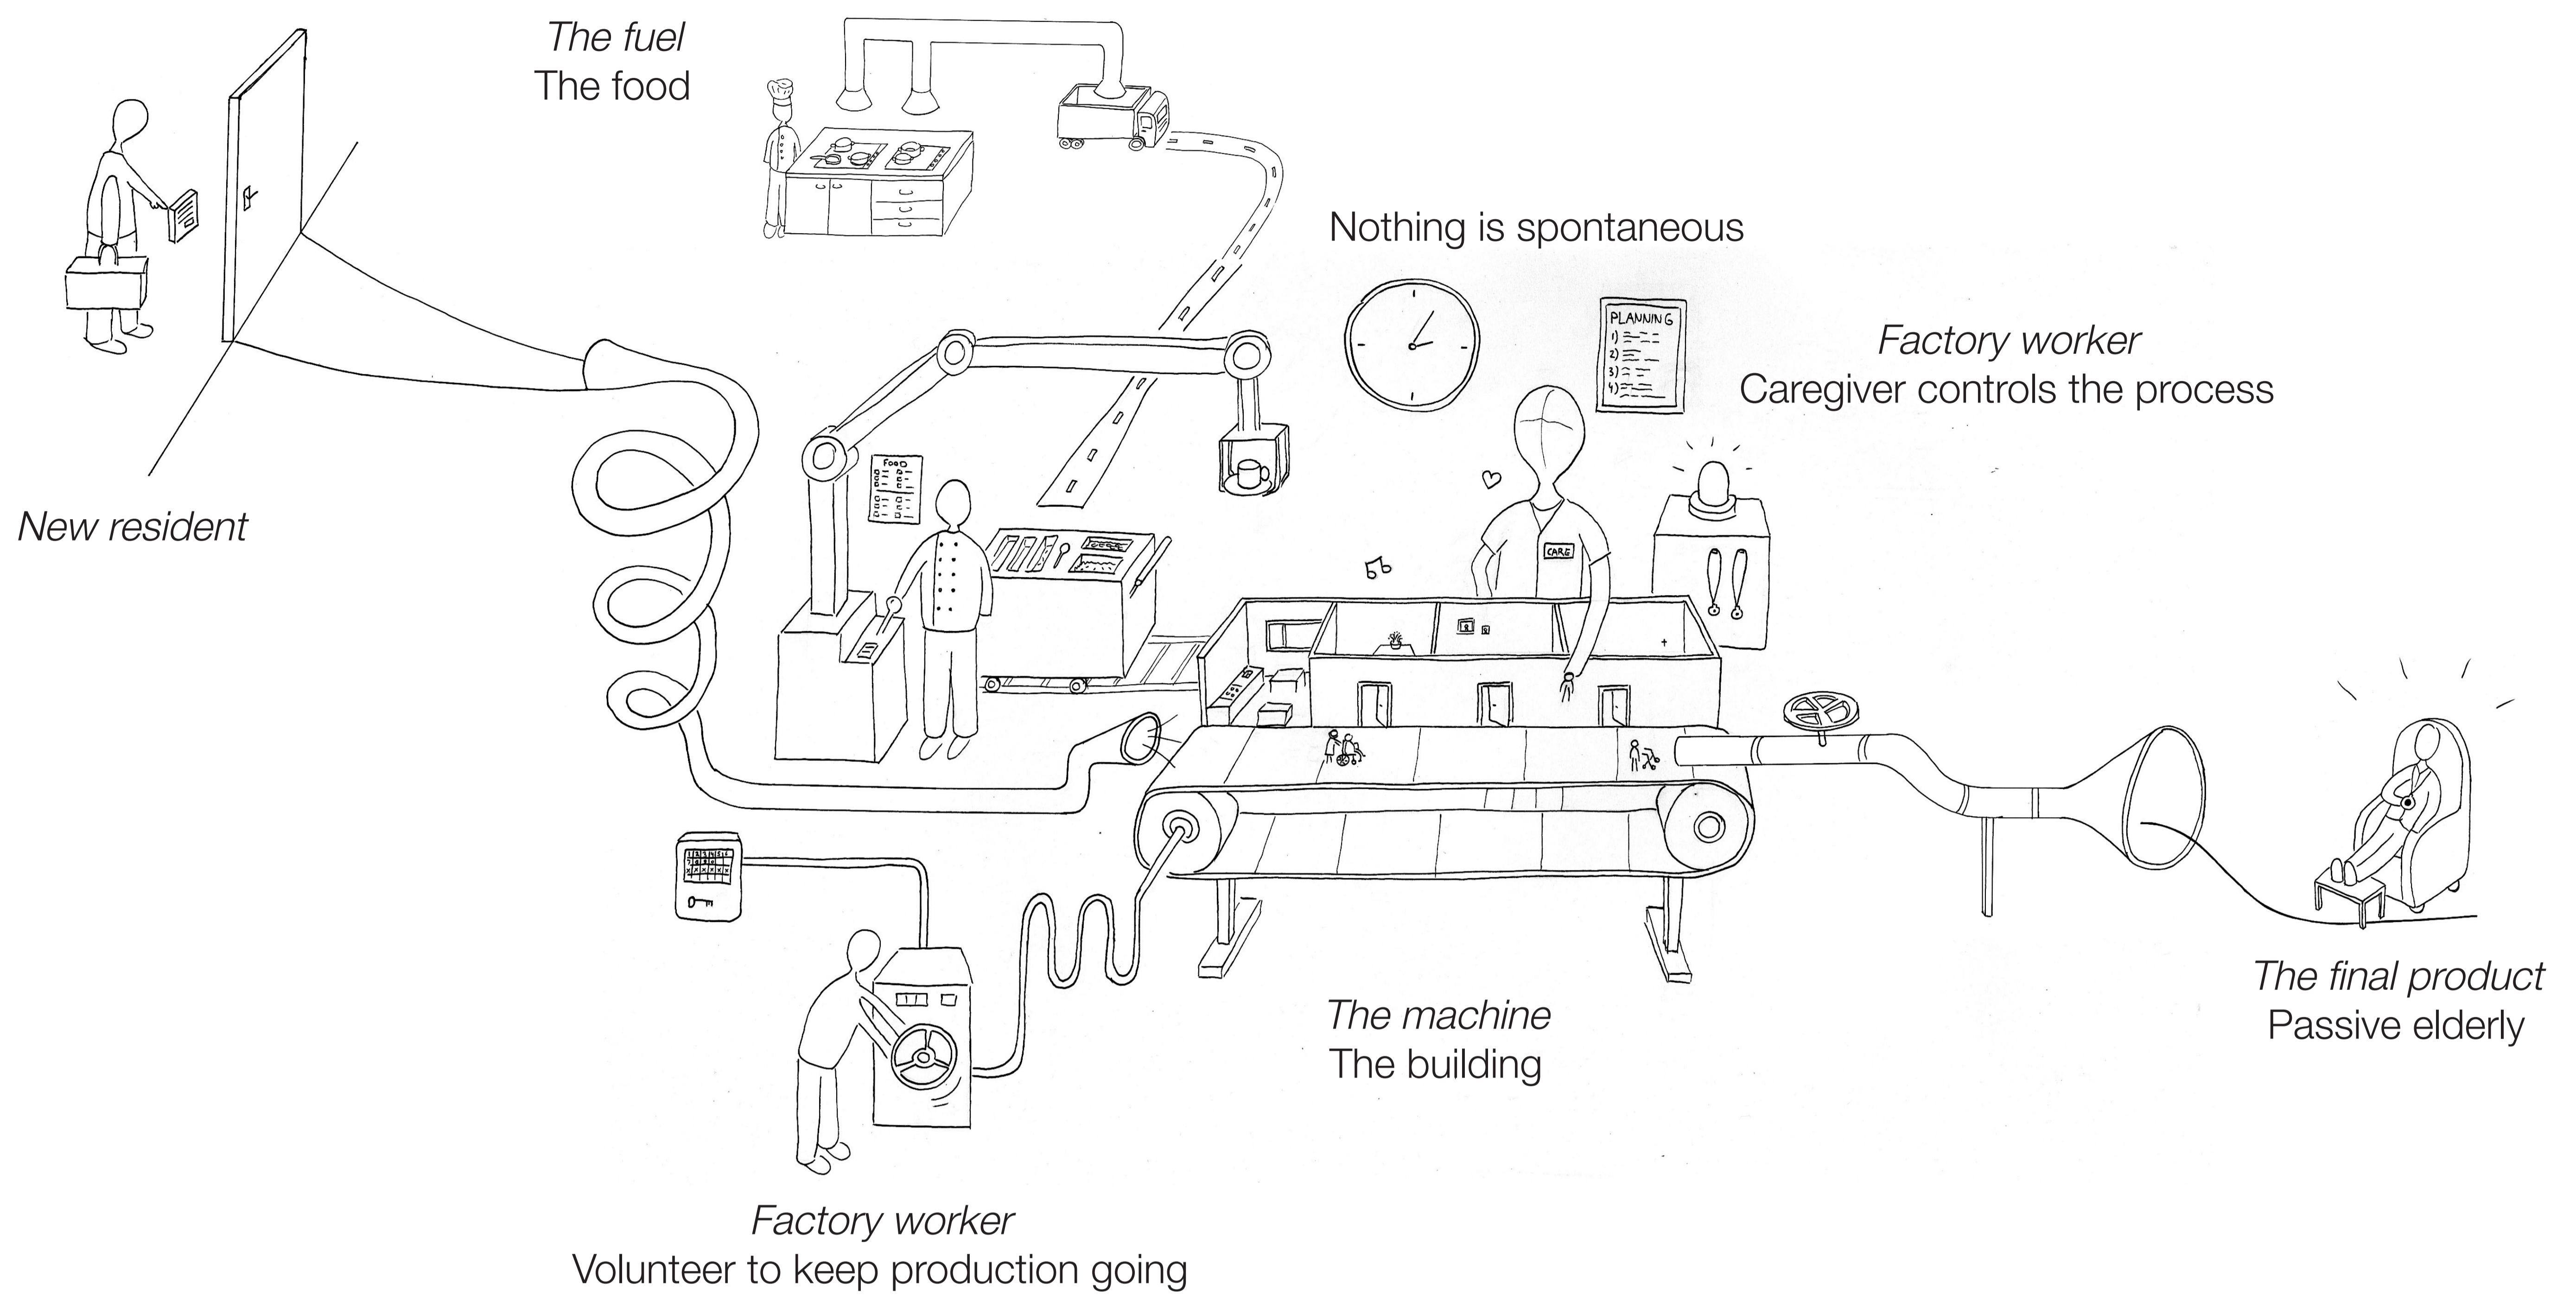 The fuel
The food
Nothing is spontaneous
PLANNING
1)
2)
3)
4)
Factory worker
Caregiver controls the process
FOOD
New resident
CARE
The final product
Passive elderly
The machine
The building
Factory worker
Volunteer to keep production going